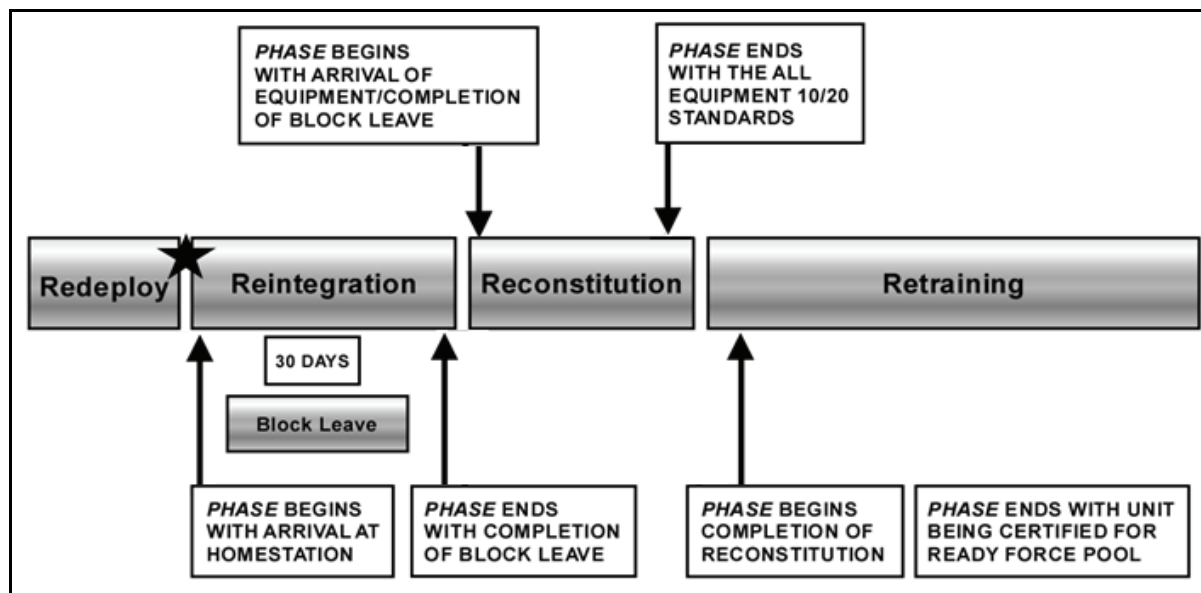 PHASE BEGINS
WITH ARRIVAL OF
EQUIPMENT/COMPLETION
OF BLOCK LEAVE
PHASE ENDS
WITH THE ALL
EQUIPMENT 10/20
STANDARDS
Redeploy
Reintegration
Reconstitution
Retraining
30 DAYS
Block Leave
PHASE BEGINS
WITH ARRIVAL AT
HOMESTATION
PHASE ENDS
WITH COMPLETION
OF BLOCK LEAVE
PHASE BEGINS
COMPLETION OF
RECONSTITUTION
PHASE ENDS WITH UNIT
BEING CERTIFIED FOR
READY FORCE POOL